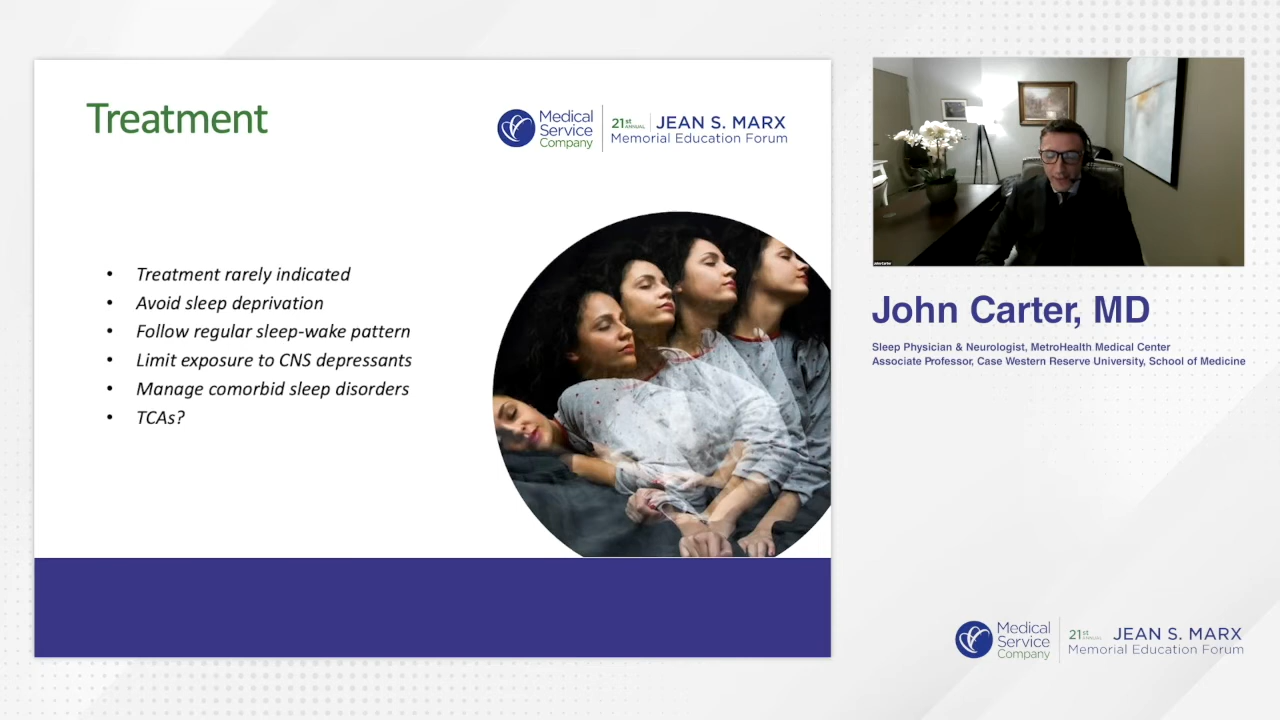 Treatment
Medical
Service
Company
21st
ANNUAL
JEAN S. MARX
Memorial Education Forum
• Treatment rarely indicated
• Avoid sleep deprivation
• Follow regular sleep-wake pattern
• Limit exposure to CNS depressants
• Manage comorbid sleep disorders
• TCAs?
John Carter
John Carter, MD
Sleep Physician & Neurologist, MetroHealth Medical Center
Associate Professor, Case Western Reserve University, School of Medicine
Medical
Service
Company
21st
ANNUAL
JEAN S. MARX
Memorial Education Forum